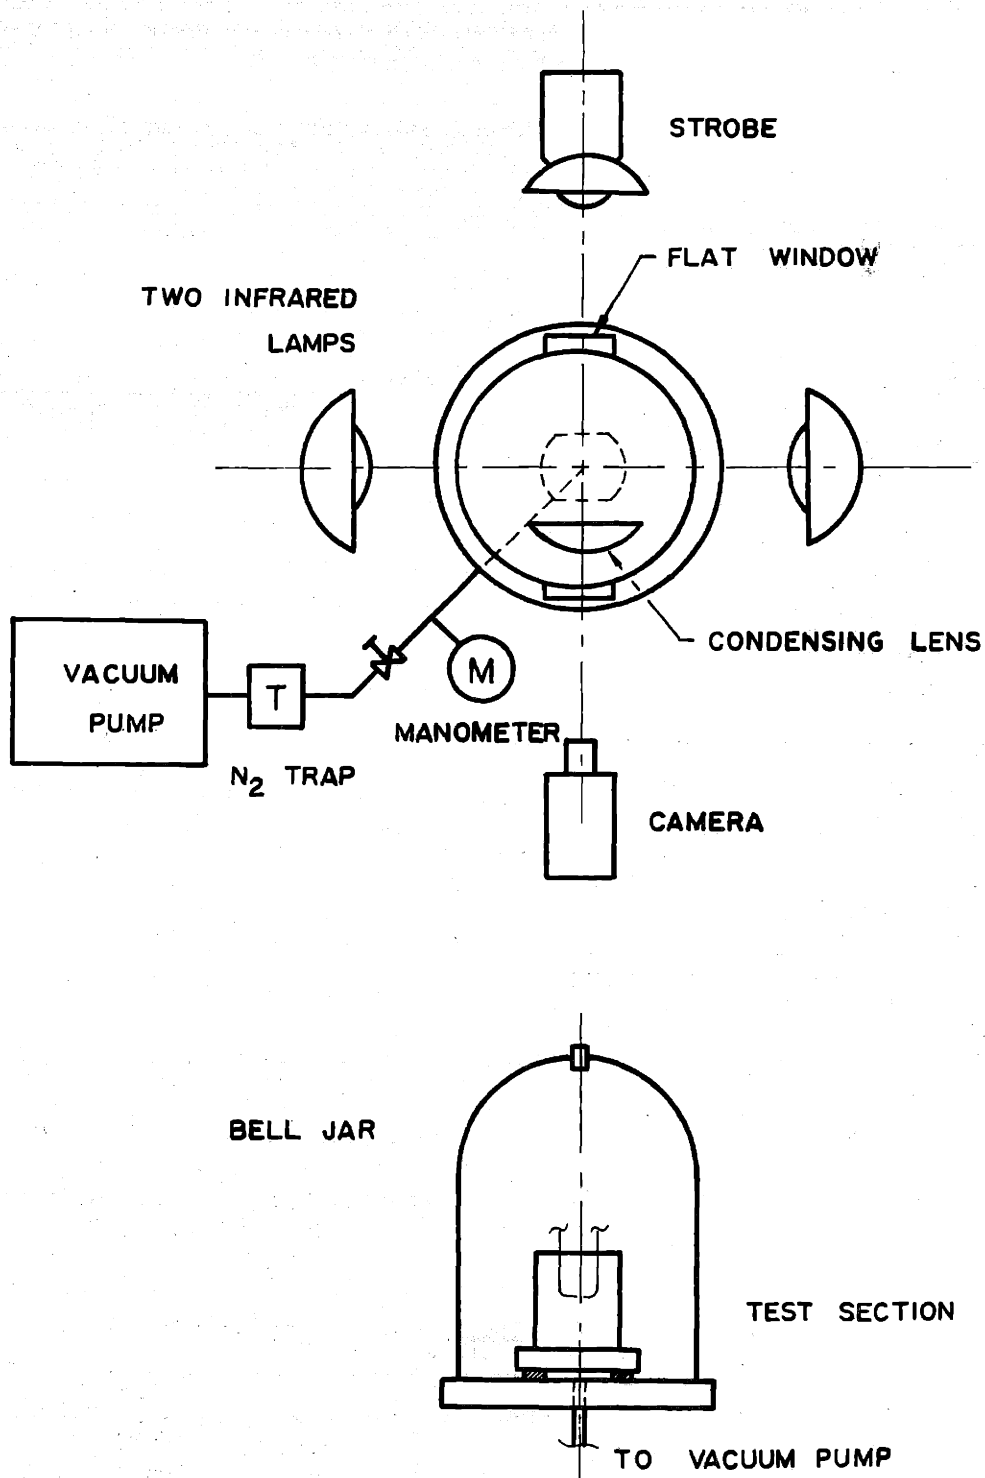 STROBE
FLAT WINDOW
TWO INFRARED
LAMPS
CONDENSING LENS
VACUUM
PUMP
T
M
MANOMETER
N2 TRAP
CAMERA
BELL JAR
TEST SECTION
TO VACUUM PUMP